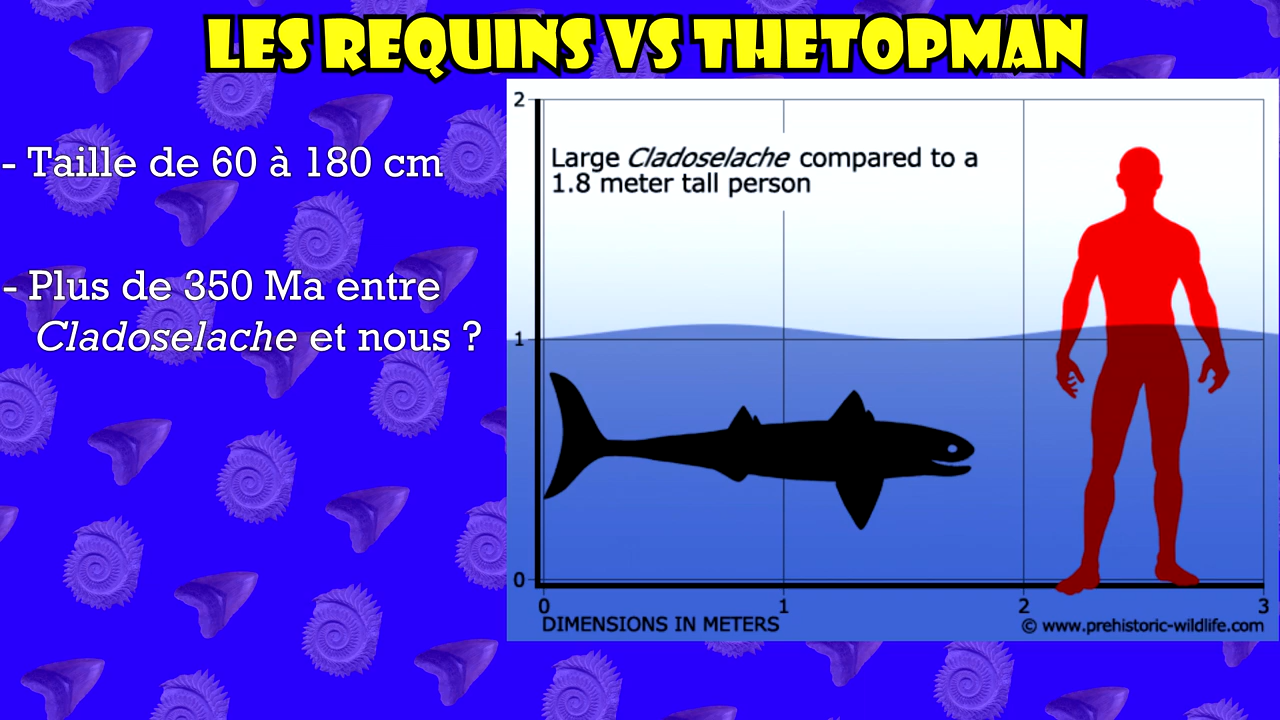 LES REQUINS VS THETOPMAN
- Taille de 60 à 180 cm
- Plus de 350 Ma entre
Cladoselache et nous ?
2
Large Cladoselache compared to a
1.8 meter tall person
1
0
0 1 2 3
DIMENSIONS IN METERS
© www.prehistoric-wildlife.com